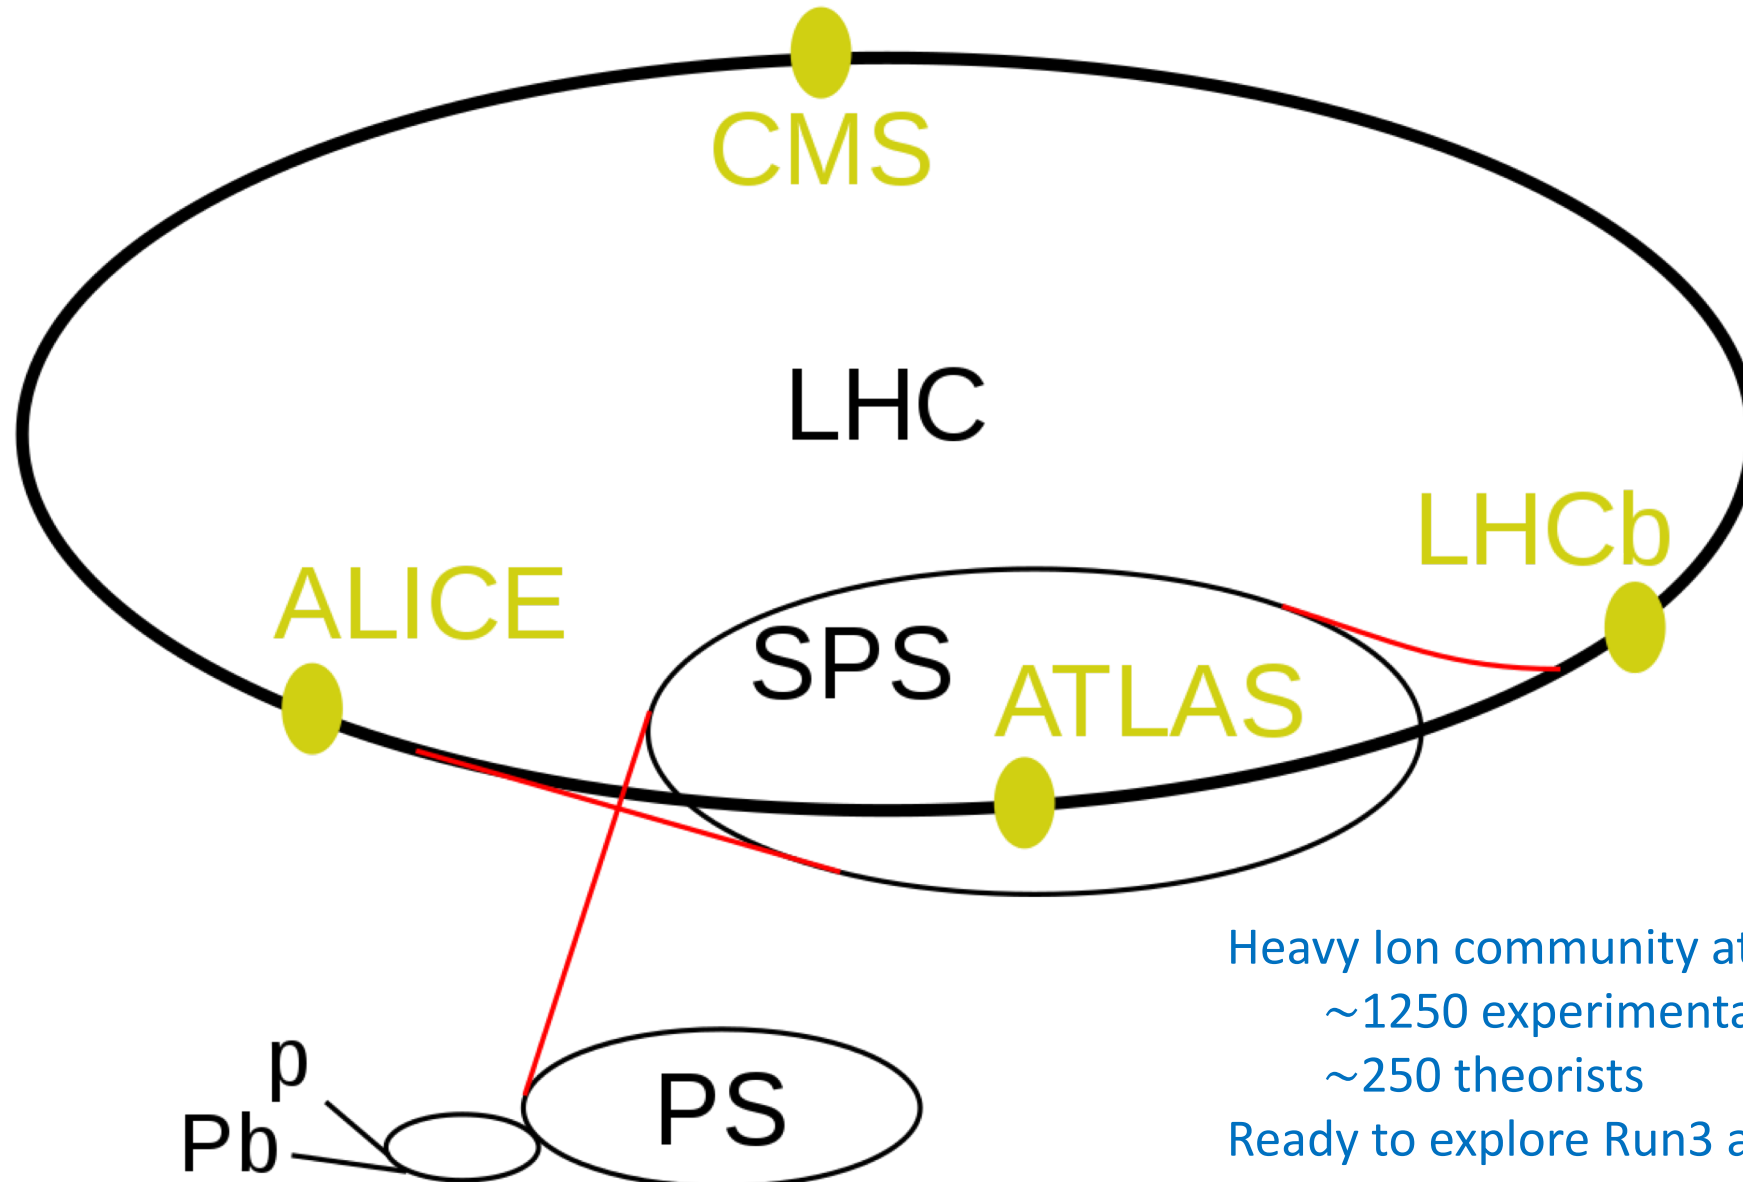 CMS
LHC
LHCb
ALICE
SPS
ATLAS
Heavy Ion community
~1250
~250 theorists
Ready to explore Run3
p
PS
Pb